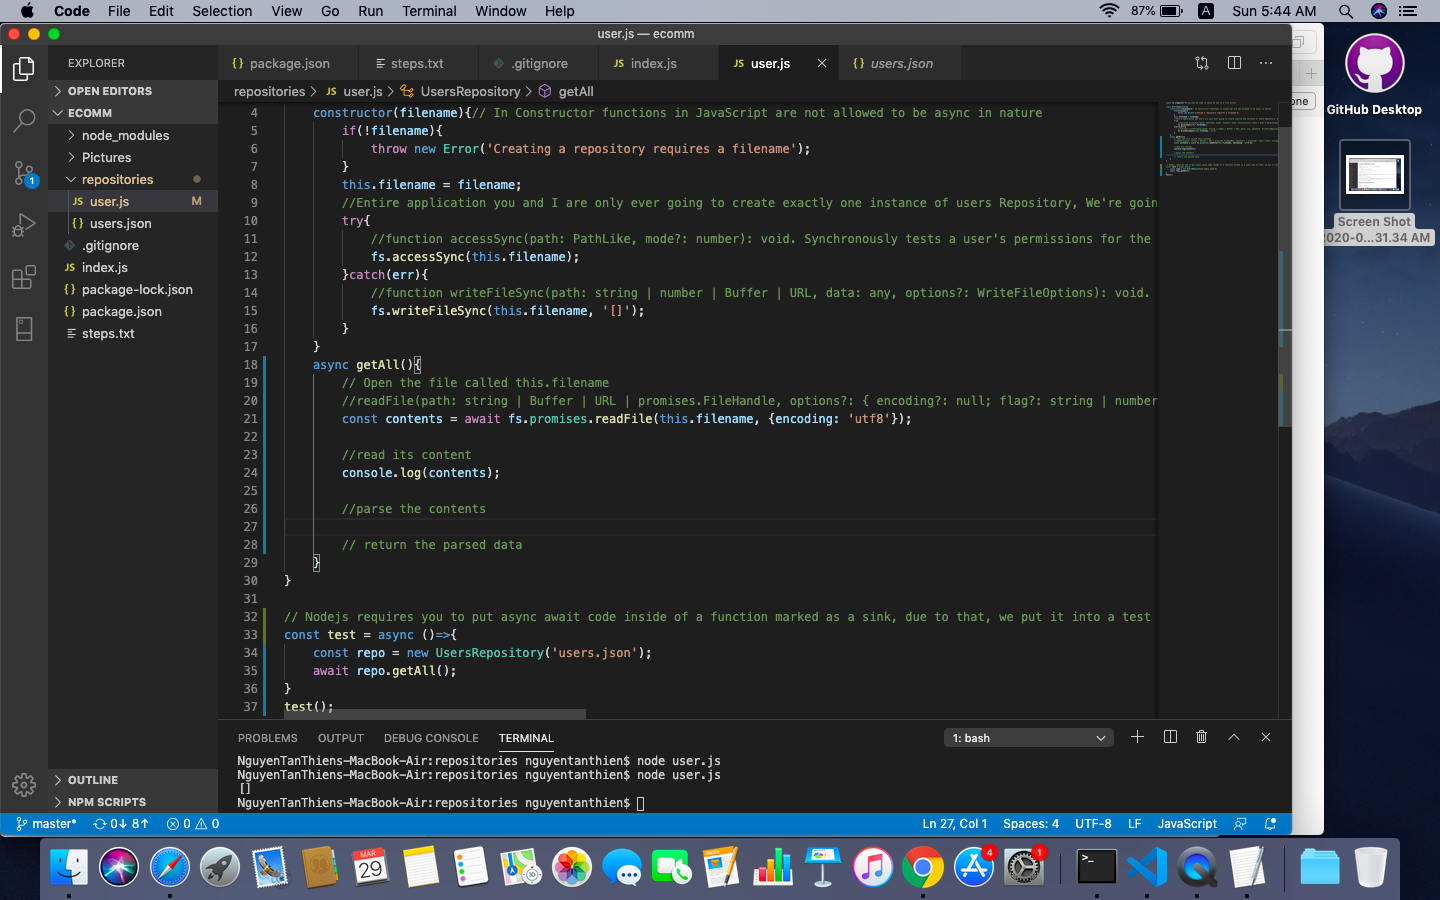 Code File Edit Selection View Go Run Terminal Window Help 87% A Sun 5:44 AM
user.js — ecomm
EXPLORER
OPEN EDITORS
ECOMM
node_modules
Pictures
repositories
JS user.js M
{} users.json
.gitignore
JS index.js
{} package-lock.json
{} package.json
steps.txt
OUTLINE
NPM SCRIPTS
1
{} package.json steps.txt .gitignore JS index.js JS user.js {} users.json
repositories > JS user.js > UsersRepository > getAll
4 constructor(filename){// In Constructor functions in JavaScript are not allowed to be async in nature
5 if(!filename){
6 throw new Error('Creating a repository requires a filename');
7 }
8 this.filename = filename;
9 //Entire application you and I are only ever going to create exactly one instance of users Repository, We're goin
10 try{
11 //function accessSync(path: PathLike, mode?: number): void. Synchronously tests a user's permissions for the
12 fs.accessSync(this.filename);
13 }catch(err){
14 //function writeFileSync(path: string | number | Buffer | URL, data: any, options?: WriteFileOptions): void.
15 fs.writeFileSync(this.filename, '[]');
16 }
17 }
18 async getAll(){
19 // Open the file called this.filename
20 //readFile(path: string | Buffer | URL | promises.FileHandle, options?: { encoding?: null; flag?: string | number
21 const contents = await fs.promises.readFile(this.filename, {encoding: 'utf8'});
22
23 //read its content
24 console.log(contents);
25
26 //parse the contents
27
28 // return the parsed data
29 }
30 }
31
32 // Nodejs requires you to put async await code inside of a function marked as a sink, due to that, we put it into a test
33 const test = async ()=>{
34 const repo = new UsersRepository('users.json');
35 await repo.getAll();
36 }
37 test();
PROBLEMS OUTPUT DEBUG CONSOLE TERMINAL 1: bash
NguyenTanThiens-MacBook-Air:repositories nguyentanthien$ node user.js
NguyenTanThiens-MacBook-Air:repositories nguyentanthien$ node user.js
[]
NguyenTanThiens-MacBook-Air:repositories nguyentanthien$
master* 0↓ 8↑ 0 0 Ln 27, Col 1 Spaces: 4 UTF-8 LF JavaScript
one
GitHub Desktop
Screen Shot
2020-0...31.34 AM
MAR
29
4
1
>_